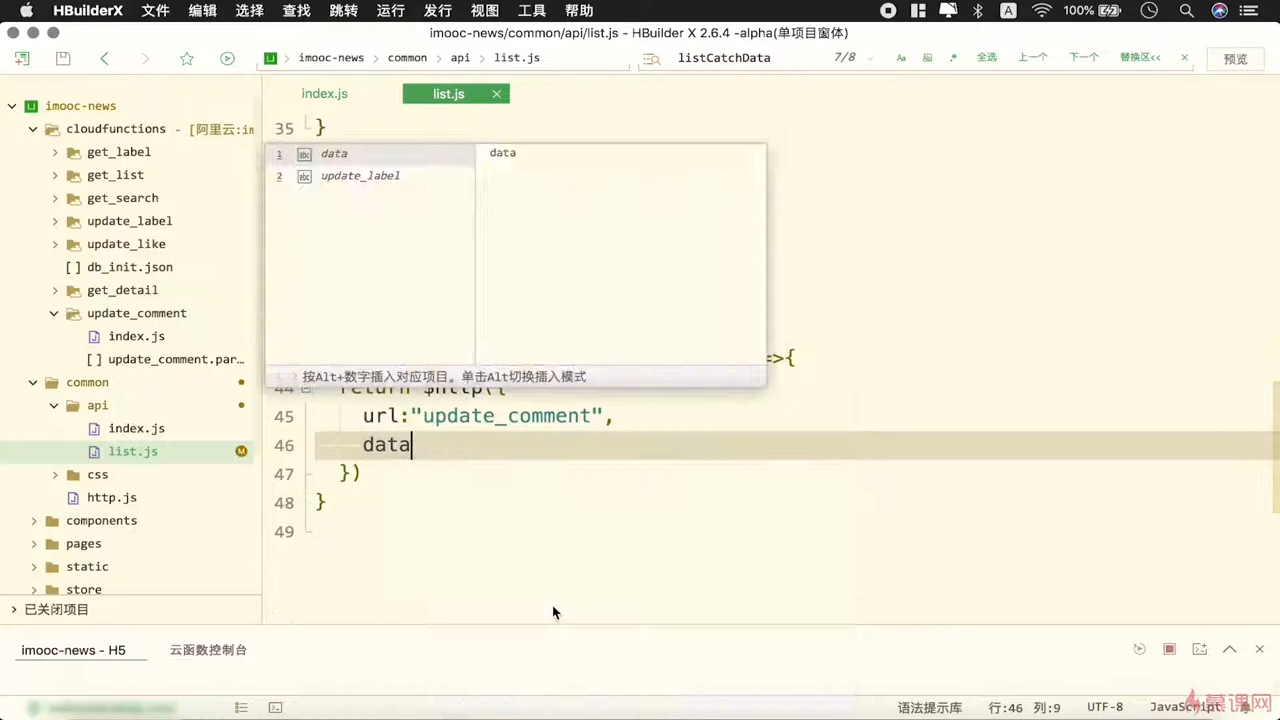 HBuilderX 文件 编辑 选择 查找 跳转 运行 发行 视图 工具 帮助 A 100%
imooc-news/common/api/list.js - HBuilder X 2.6.4 -alpha(单项目窗体)
imooc-news common api list.js listCatchData 7/8 Aa 全选 上一个 下一个 替换区<< 预览
imooc-news
cloudfunctions - [阿里云:im
get_label
get_list
get_search
update_label
update_like
[] db_init.json
get_detail
update_comment
index.js
[] update_comment.par...
common
api
index.js
list.js M
css
http.js
components
pages
static
store
已关闭项目
index.js list.js
35 }
1 data data
2 update_label
按Alt+数字插入对应项目。单击Alt切换插入模式
=>{
44 return $http({
45 url:"update_comment",
46 data
47 })
48 }
49
imooc-news - H5 云函数控制台
语法提示库 行:46 列:9 UTF-8 JavaScript
慕课网